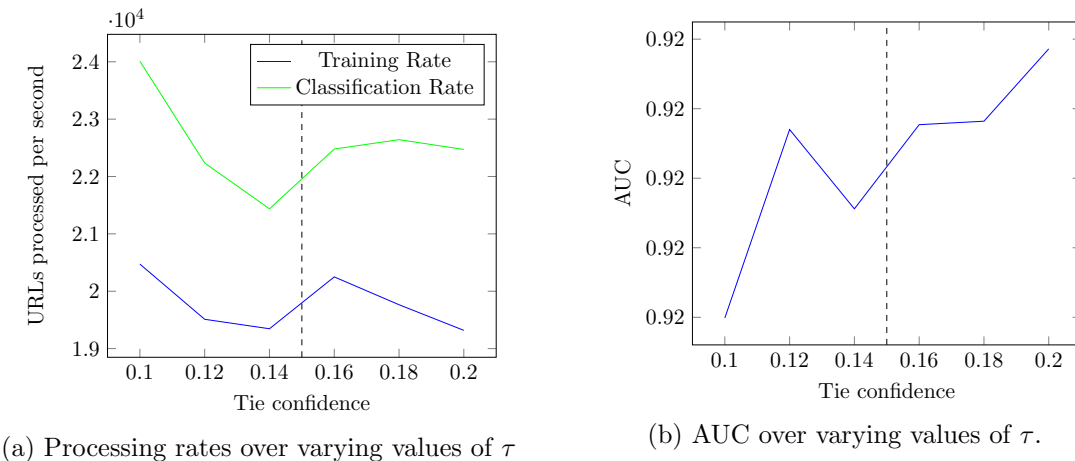 ·10⁴
2.4
2.3
2.2
2.1
2
1.9
URLs processed per second
Training Rate
Classification Rate
0.1 0.12 0.14 0.16 0.18 0.2
Tie confidence
(a) Processing rates over varying values of τ
0.92
0.92
0.92
0.92
0.92
AUC
0.1 0.12 0.14 0.16 0.18 0.2
Tie confidence
(b) AUC over varying values of τ.